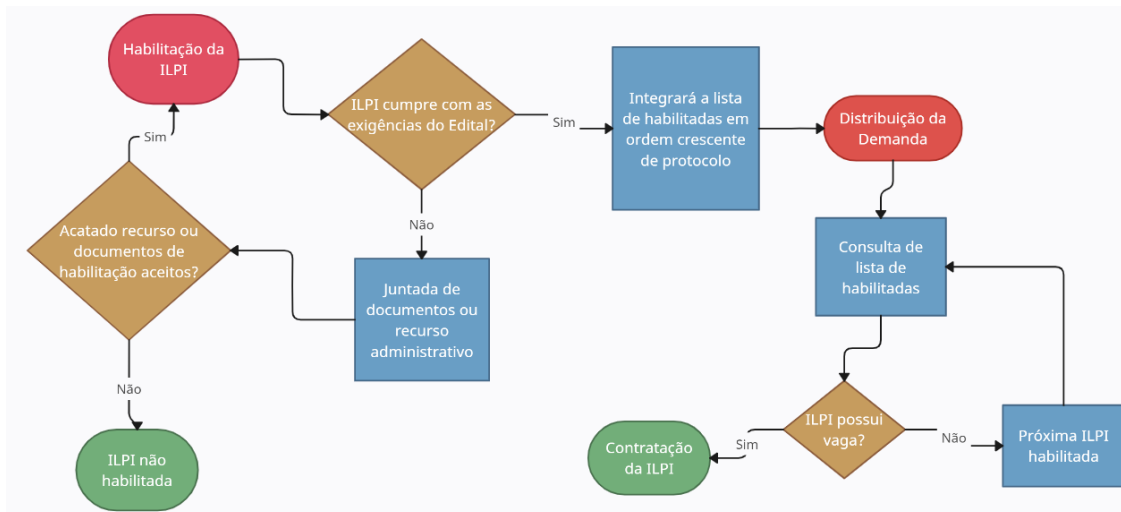 Habilitação da
ILPI
ILPI cumpre com as
exigências do Edital?
Sim
Integrará a lista
de habilitadas em
ordem crescente
de protocolo
Distribuição da
Demanda
Sim
Não
Acatado recurso ou
documentos de
habilitação aceitos?
Juntada de
documentos ou
recurso
administrativo
Consulta de
lista de
habilitadas
Não
ILPI não
habilitada
ILPI possui
vaga?
Sim
Não
Contratação
da ILPI
Próxima ILPI
habilitada